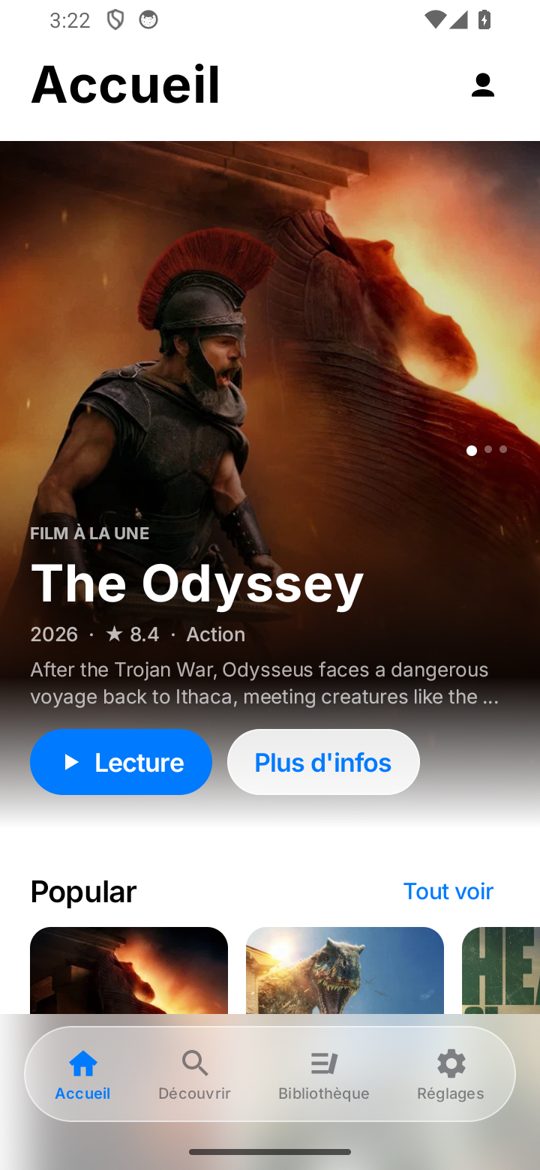 3:22
Accueil
FILM À LA UNE
The Odyssey
2026 · ★ 8.4 · Action
After the Trojan War, Odysseus faces a dangerous
voyage back to Ithaca, meeting creatures like the ...
Lecture
Plus d'infos
Popular
Tout voir
Accueil
Découvrir
Bibliothèque
Réglages